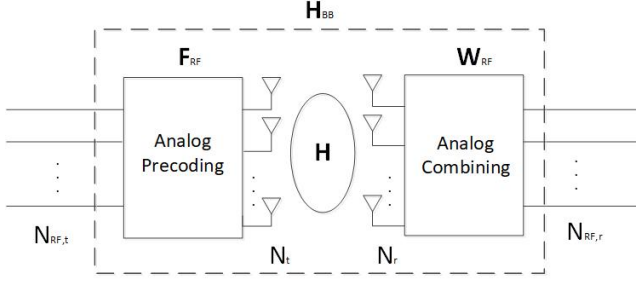 H_BB
F_RF
W_RF
Analog
Precoding
H
Analog
Combining
N_RF,t
N_t
N_r
N_RF,r